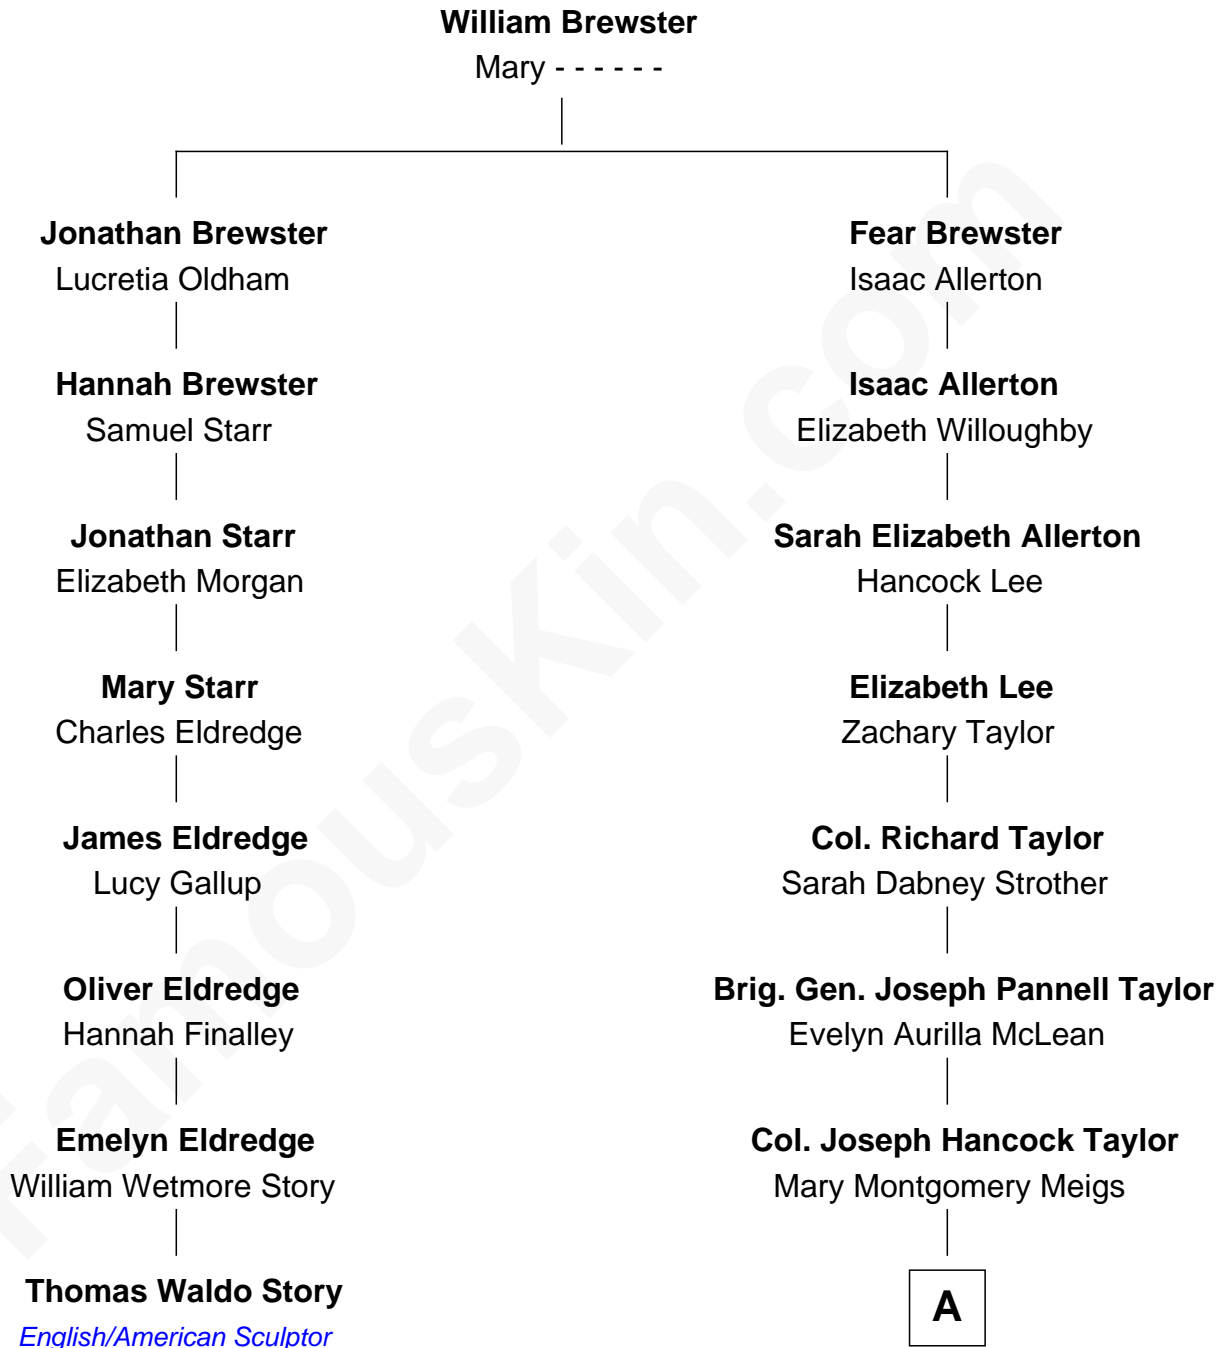 William Brewster
Mary - - - - - -
Jonathan Brewster
Lucretia Oldham
Fear Brewster
Isaac Allerton
Hannah Brewster
Samuel Starr
Isaac Allerton
Elizabeth Willoughby
Jonathan Starr
Elizabeth Morgan
Sarah Elizabeth Allerton
Hancock Lee
Mary Starr
Charles Eldredge
Elizabeth Lee
Zachary Taylor
James Eldredge
Lucy Gallup
Col. Richard Taylor
Sarah Dabney Strother
Oliver Eldredge
Hannah Finalley
Brig. Gen. Joseph Pannell Taylor
Evelyn Aurilla McLean
Emelyn Eldredge
William Wetmore Story
Col. Joseph Hancock Taylor
Mary Montgomery Meigs
Thomas Waldo Story
English/American Sculptor
A
FamousKin.com